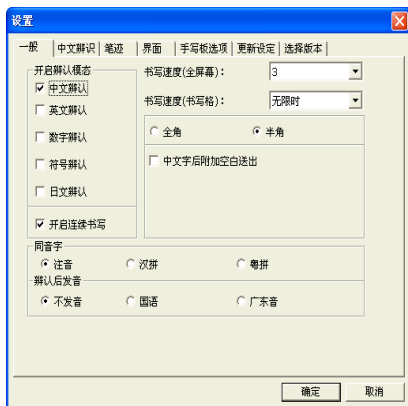 设置
一般 中文辨识 笔迹 界面 手写板选项 更新设定 选择版本
开启辨认模态
中文辨认
英文辨认
数字辨认
符号辨认
日文辨认
开启连续书写
书写速度(全屏幕): 3
书写速度(书写格): 无限时
全角 半角
中文字后附加空白送出
同音字
注音 汉拼 粤拼
辨认后发音
不发音 国语 广东音
确定 取消